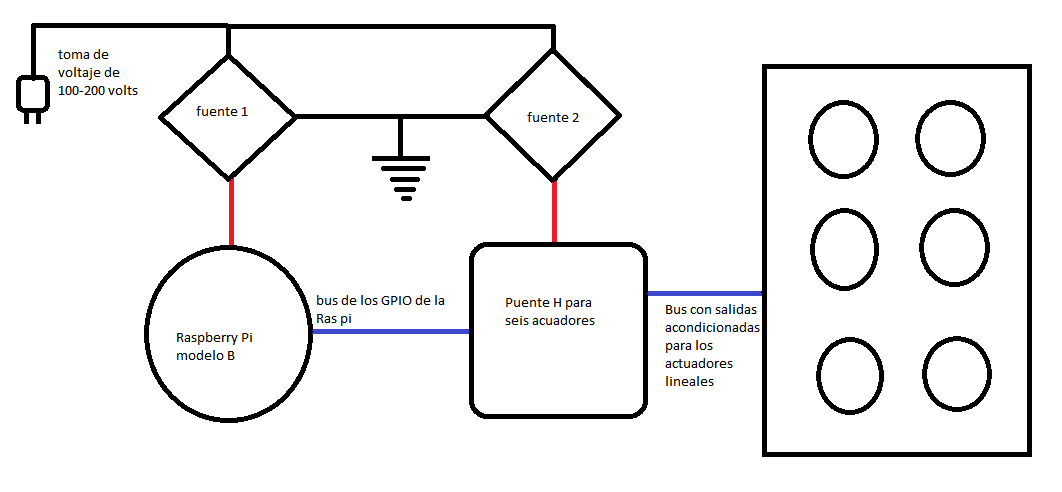 toma de
voltaje de
100-200 volts
fuente 1
fuente 2
bus de los GPIO de la
Ras pi
Raspberry Pi
modelo B
Puente H para
seis acuadores
Bus con salidas
acondicionadas
para los
actuadores
lineales